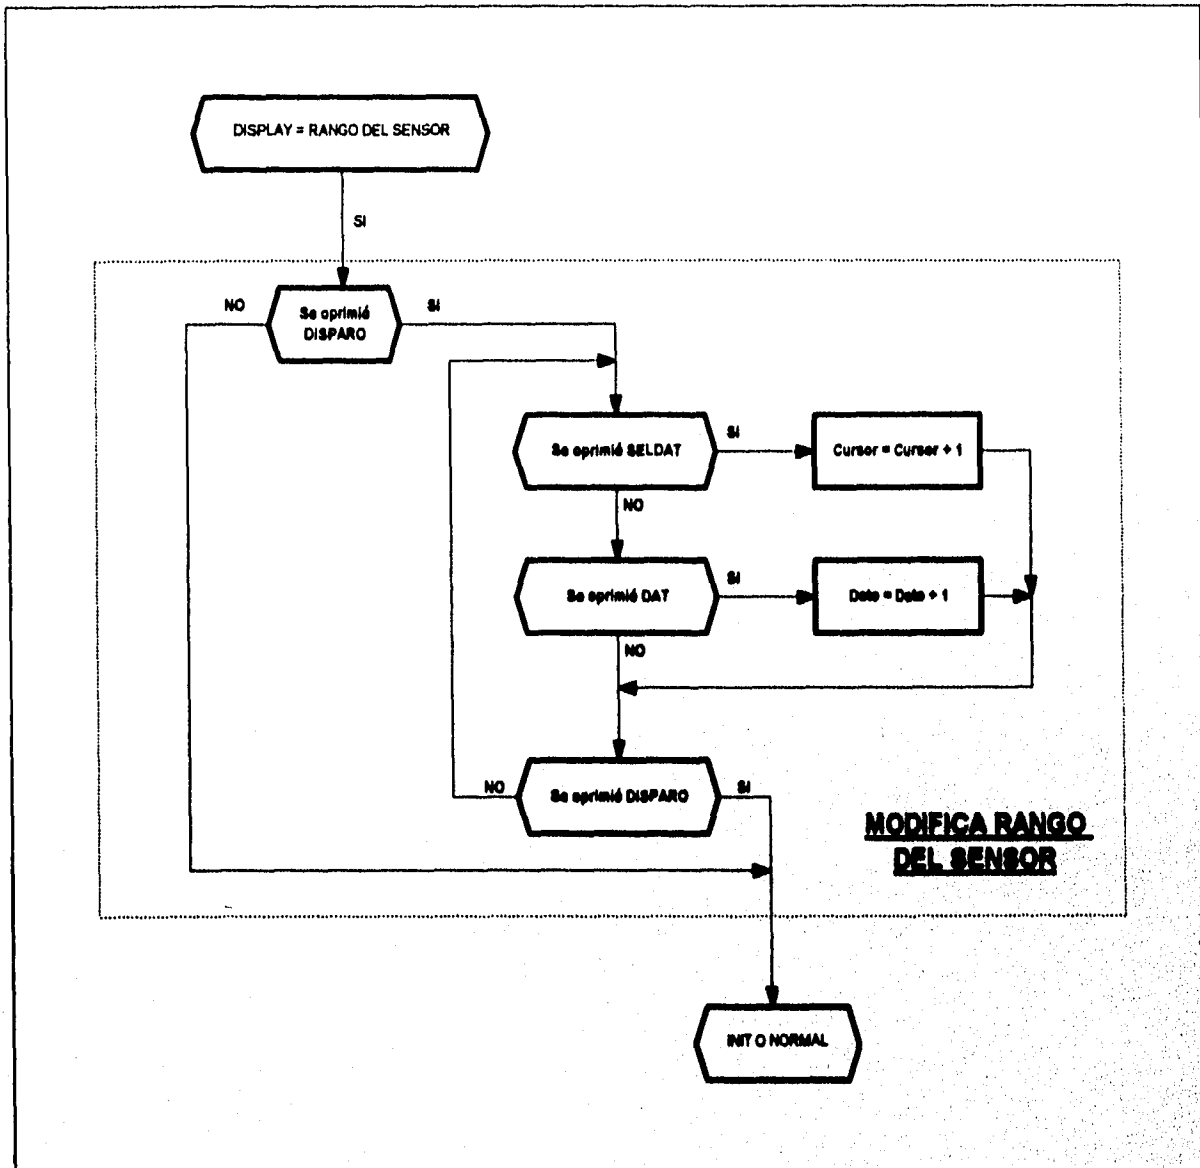 DISPLAY = RANGO DEL SENSOR
SI
NO
Se oprimió
DISPARO
SI
Se oprimió SELDAT
SI
Cursor = Cursor + 1
NO
Se oprimió DAT
SI
Dato = Dato + 1
NO
NO
Se oprimió DISPARO
SI
MODIFICA RANGO
DEL SENSOR
INIT O NORMAL